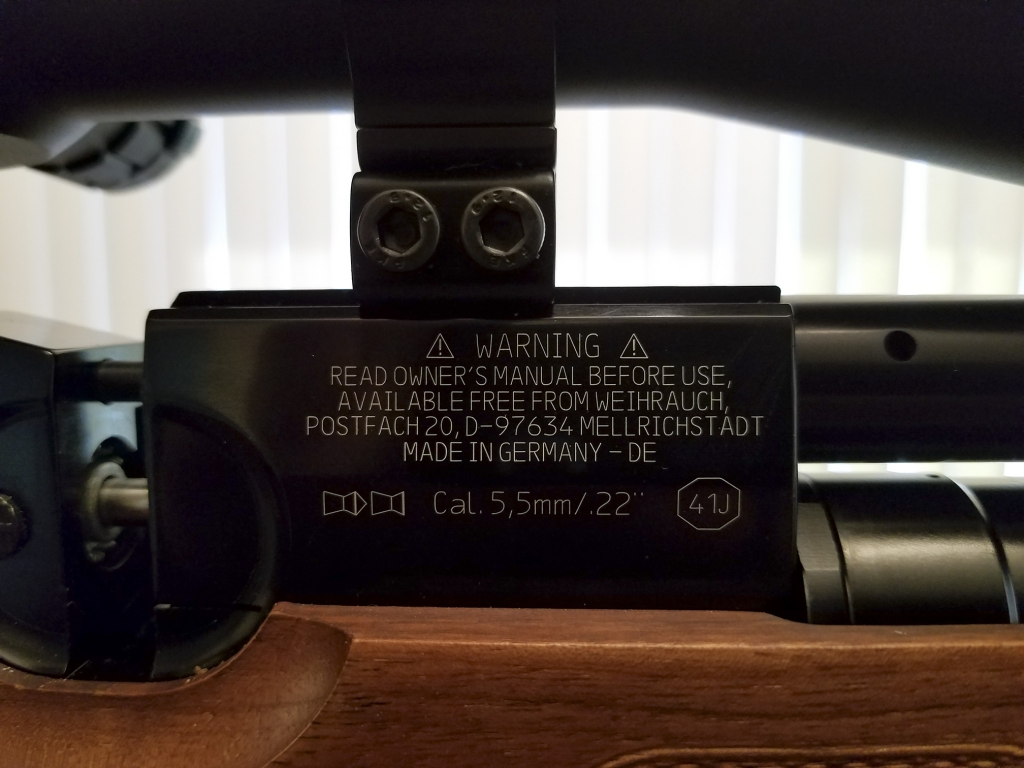 ⚠ WARNING ⚠
READ OWNER'S MANUAL BEFORE USE,
AVAILABLE FREE FROM WEIHRAUCH,
POSTFACH 20, D-97634 MELLRICHSTADT
MADE IN GERMANY - DE
Cal. 5,5mm/.22'' 41J